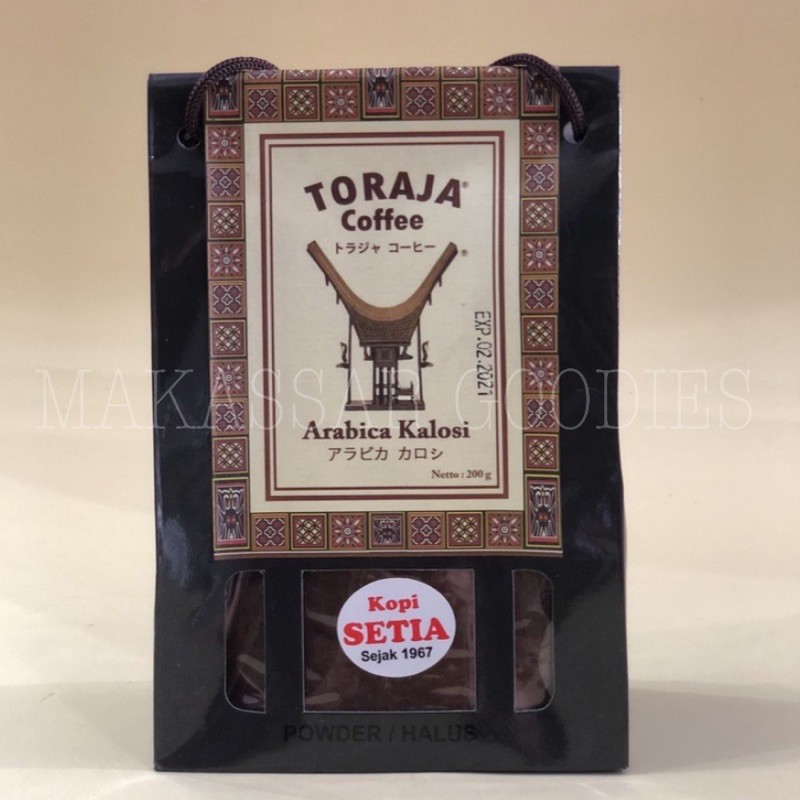 TORAJA®
Coffee
トラジャ コーヒー
®
EXP.02.2021
MAKASSAR GOODIES
Arabica Kalosi
アラビカ カロシ
Netto : 200 g
Kopi
SETIA
Sejak 1967
POWDER / HALUS